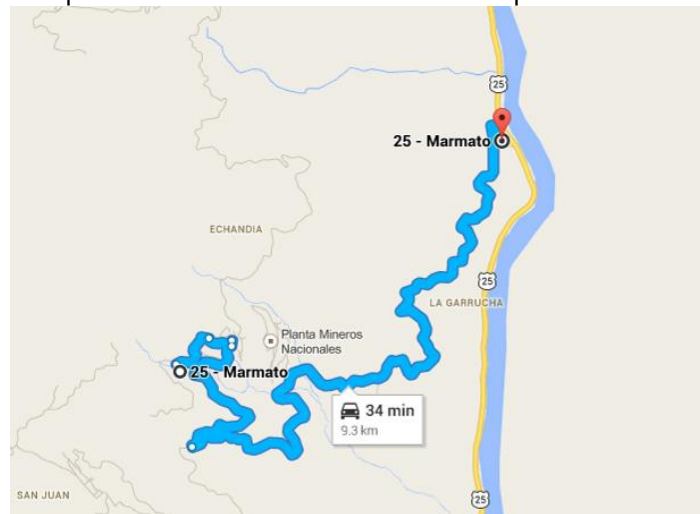 25
25 - Marmato
ECHANDIA
25
LA GARRUCHA
Planta Mineros
Nacionales
25 - Marmato
34 min
9.3 km
SAN JUAN
25